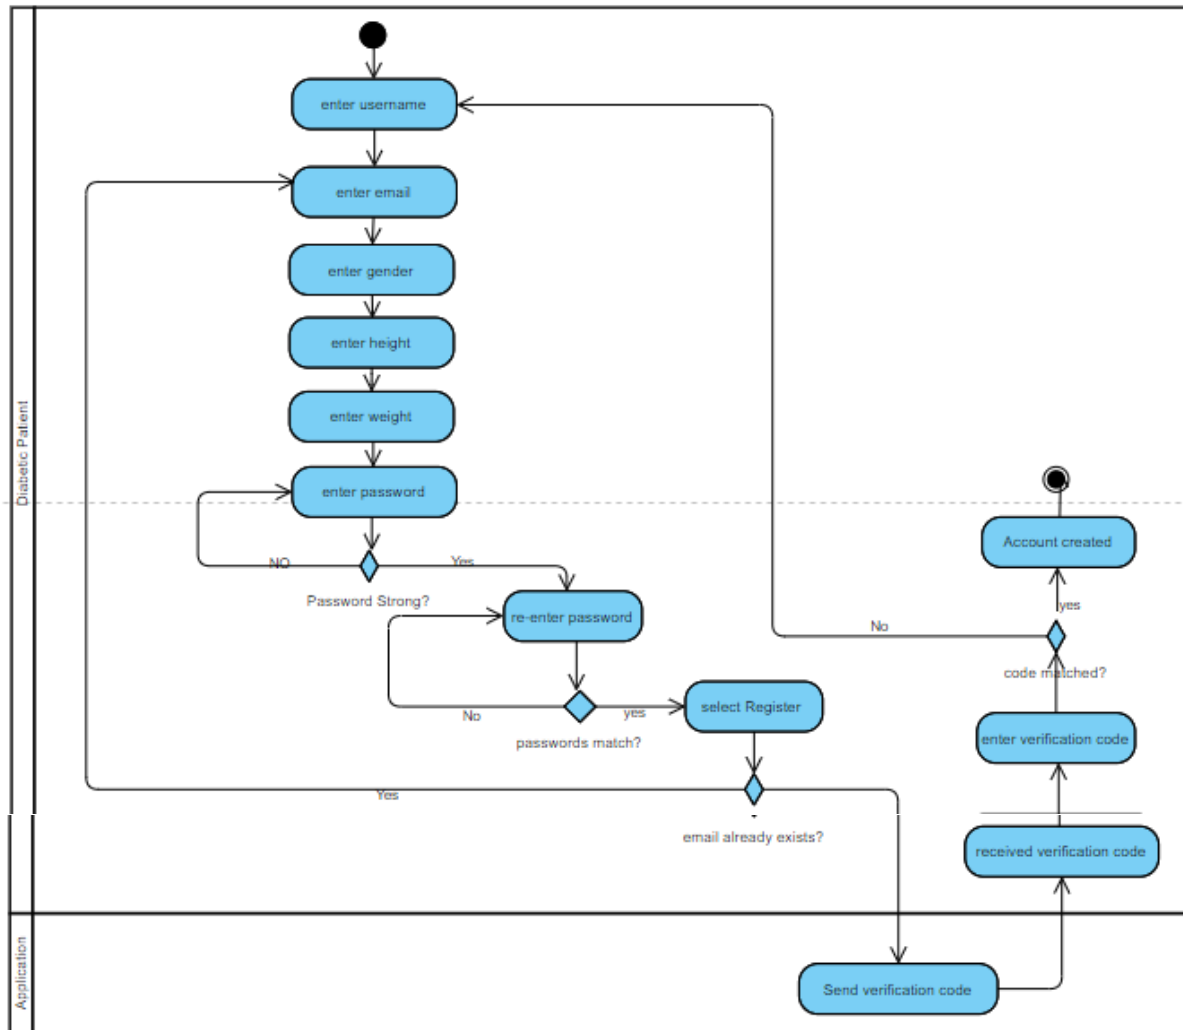 enter username
enter email
enter gender
enter height
enter weight
Diabetic Patient
enter password
NO
Yes
Password Strong?
re-enter password
No
yes
passwords match?
select Register
Yes
email already exists?
Account created
yes
No
code matched?
enter verification code
received verification code
Application
Send verification code